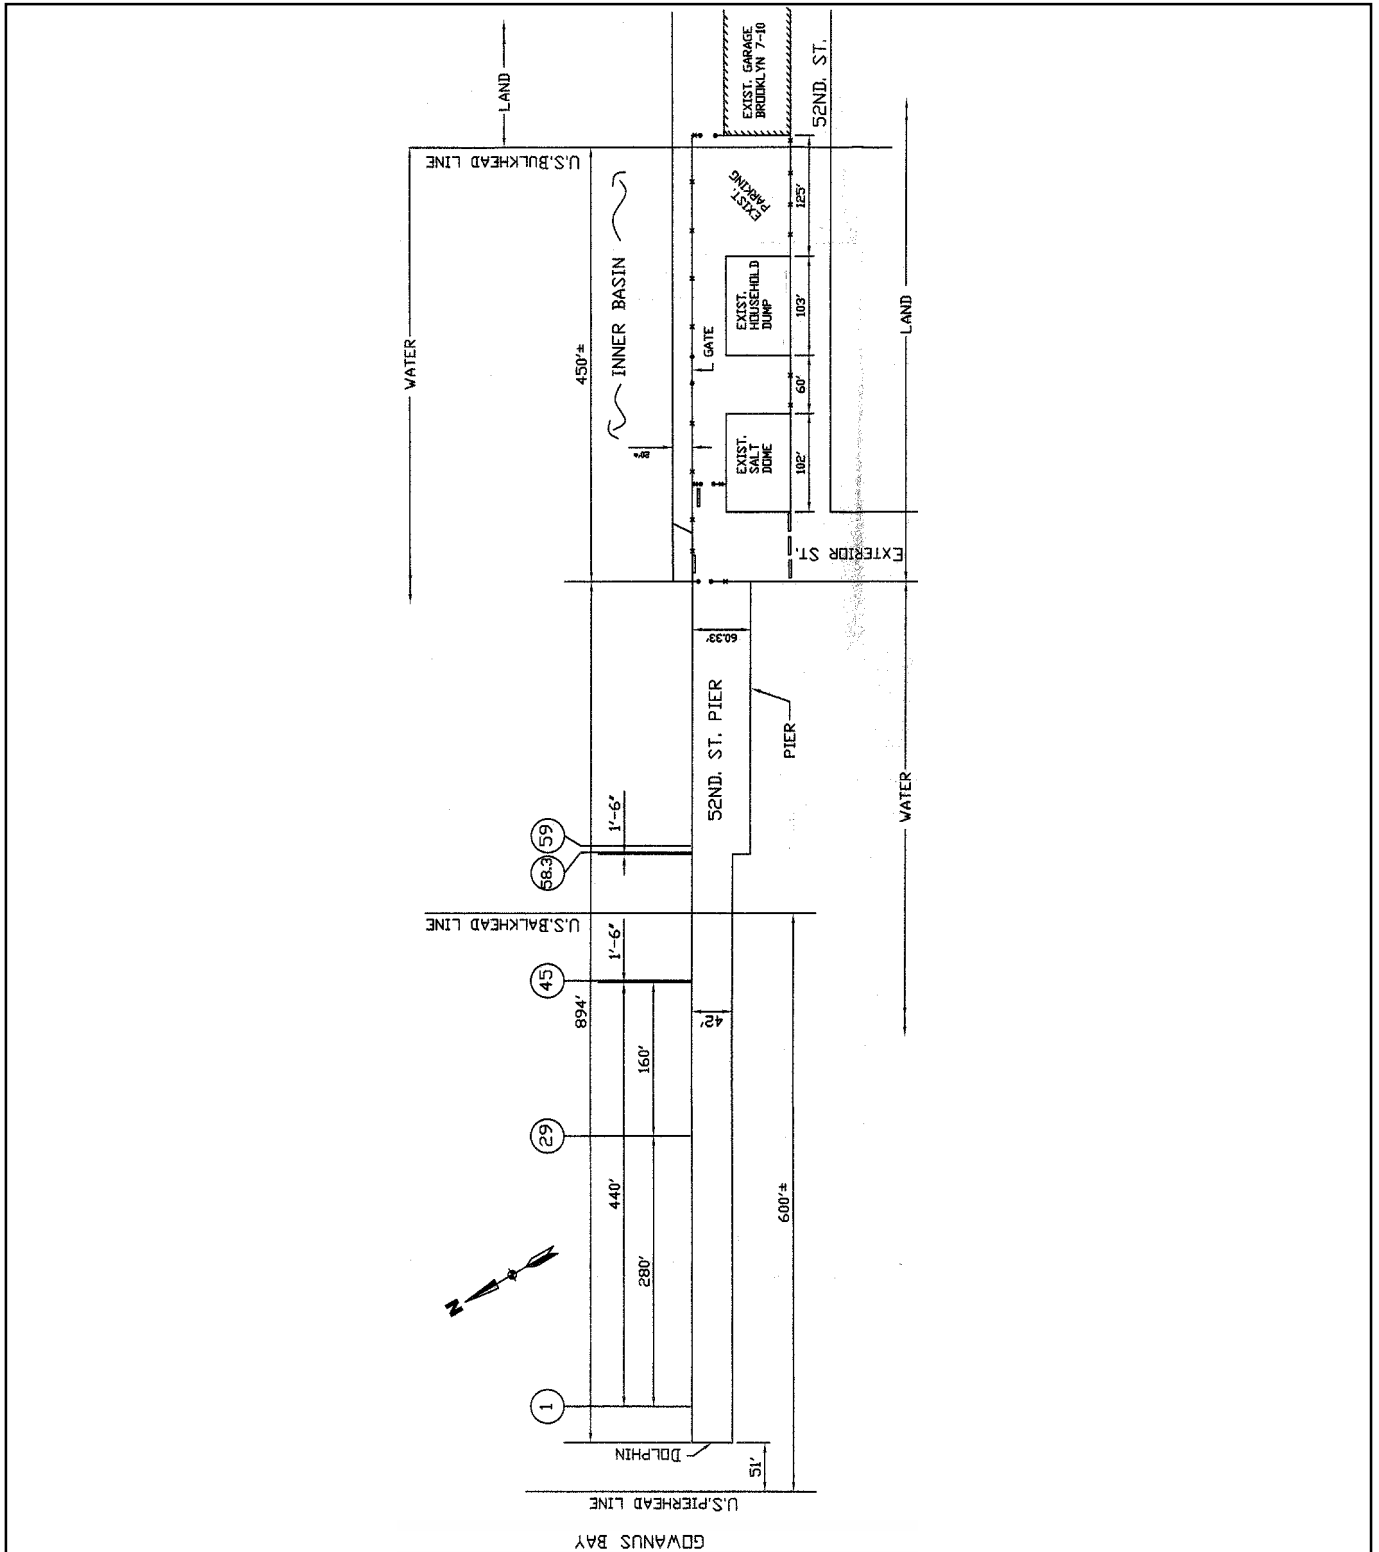 LAND
EXIST. GARAGE
BROOKLYN 7-10
52ND. ST.
U.S.BULKHEAD LINE
EXIST.
PARKING
125'
WATER
450'±
INNER BASIN
EXIST.
HOUSEHOLD
DUMP
103'
LAND
GATE
60'
EXIST.
SALT
DOME
102'
EXTERIOR ST.
60.33'
52ND. ST. PIER
PIER
WATER
59
58.3
1'-6"
U.S.BALKHEAD LINE
1'-6"
45
894'
42'
160'
29
440'
600'±
280'
N
1
DOLPHIN
51'
U.S.PIERHEAD LINE
GOWANUS BAY